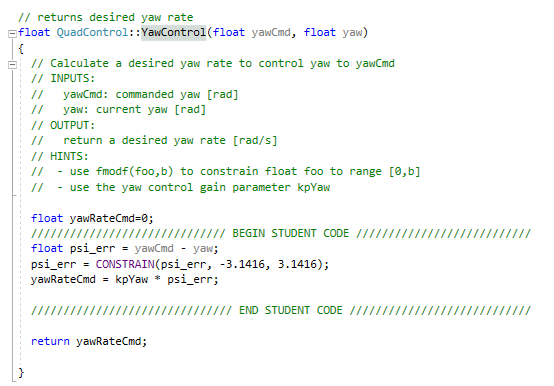 // returns desired yaw rate
float QuadControl::YawControl(float yawCmd, float yaw)
{
// Calculate a desired yaw rate to control yaw to yawCmd
// INPUTS:
//   yawCmd: commanded yaw [rad]
//   yaw: current yaw [rad]
// OUTPUT:
//   return a desired yaw rate [rad/s]
// HINTS:
//  - use fmodf(foo,b) to constrain float foo to range [0,b]
//  - use the yaw control gain parameter kpYaw
float yawRateCmd=0;
////////////////////////////// BEGIN STUDENT CODE ///////////////////////////
float psi_err = yawCmd - yaw;
psi_err = CONSTRAIN(psi_err, -3.1416, 3.1416);
yawRateCmd = kpYaw * psi_err;
/////////////////////////////// END STUDENT CODE ////////////////////////////
return yawRateCmd;
}